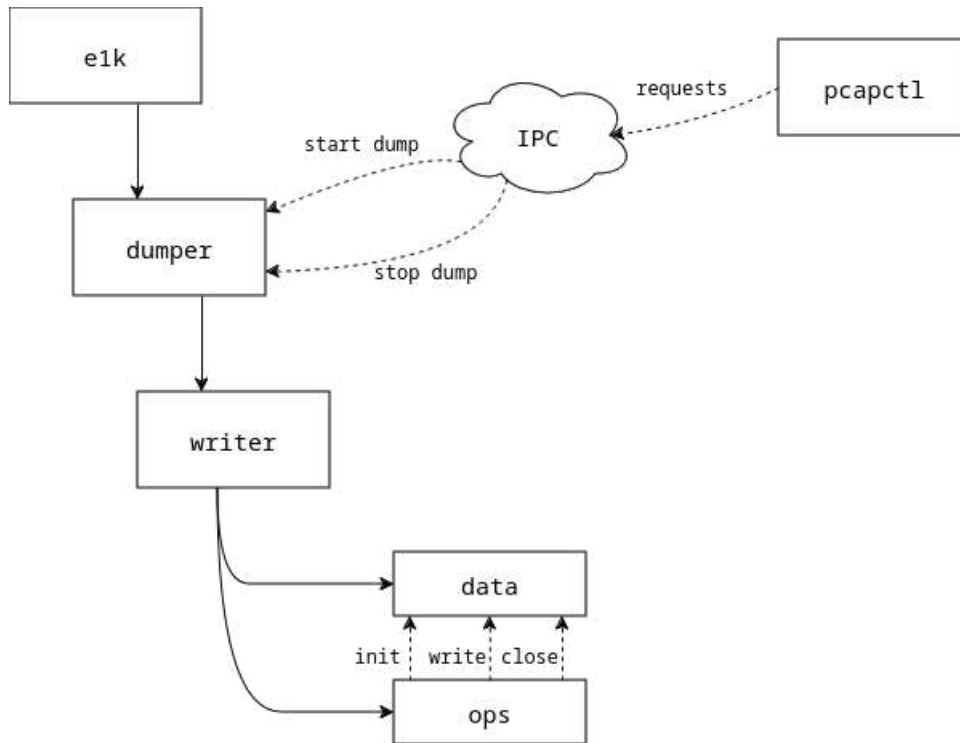 e1k
pcapctl
requests
IPC
start dump
dumper
stop dump
writer
data
init write close
ops